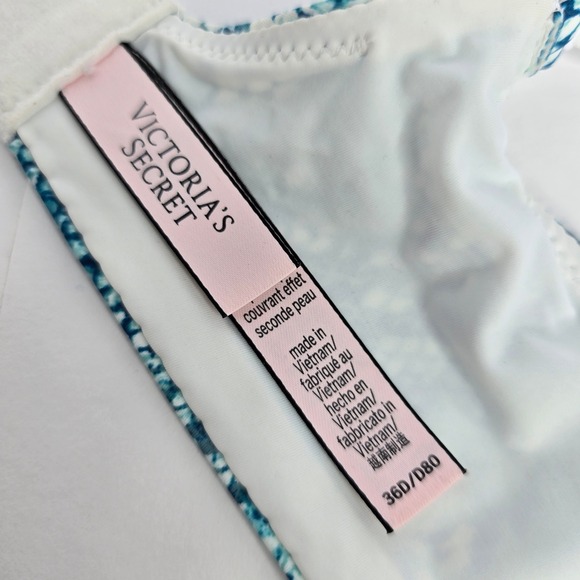 VICTORIA'S
SECRET
couvrant effet
seconde peau
made in
Vietnam/
fabriqué au
Vietnam/
hecho en
Vietnam/
fabbricato in
Vietnam/
越南制造
36D/D80